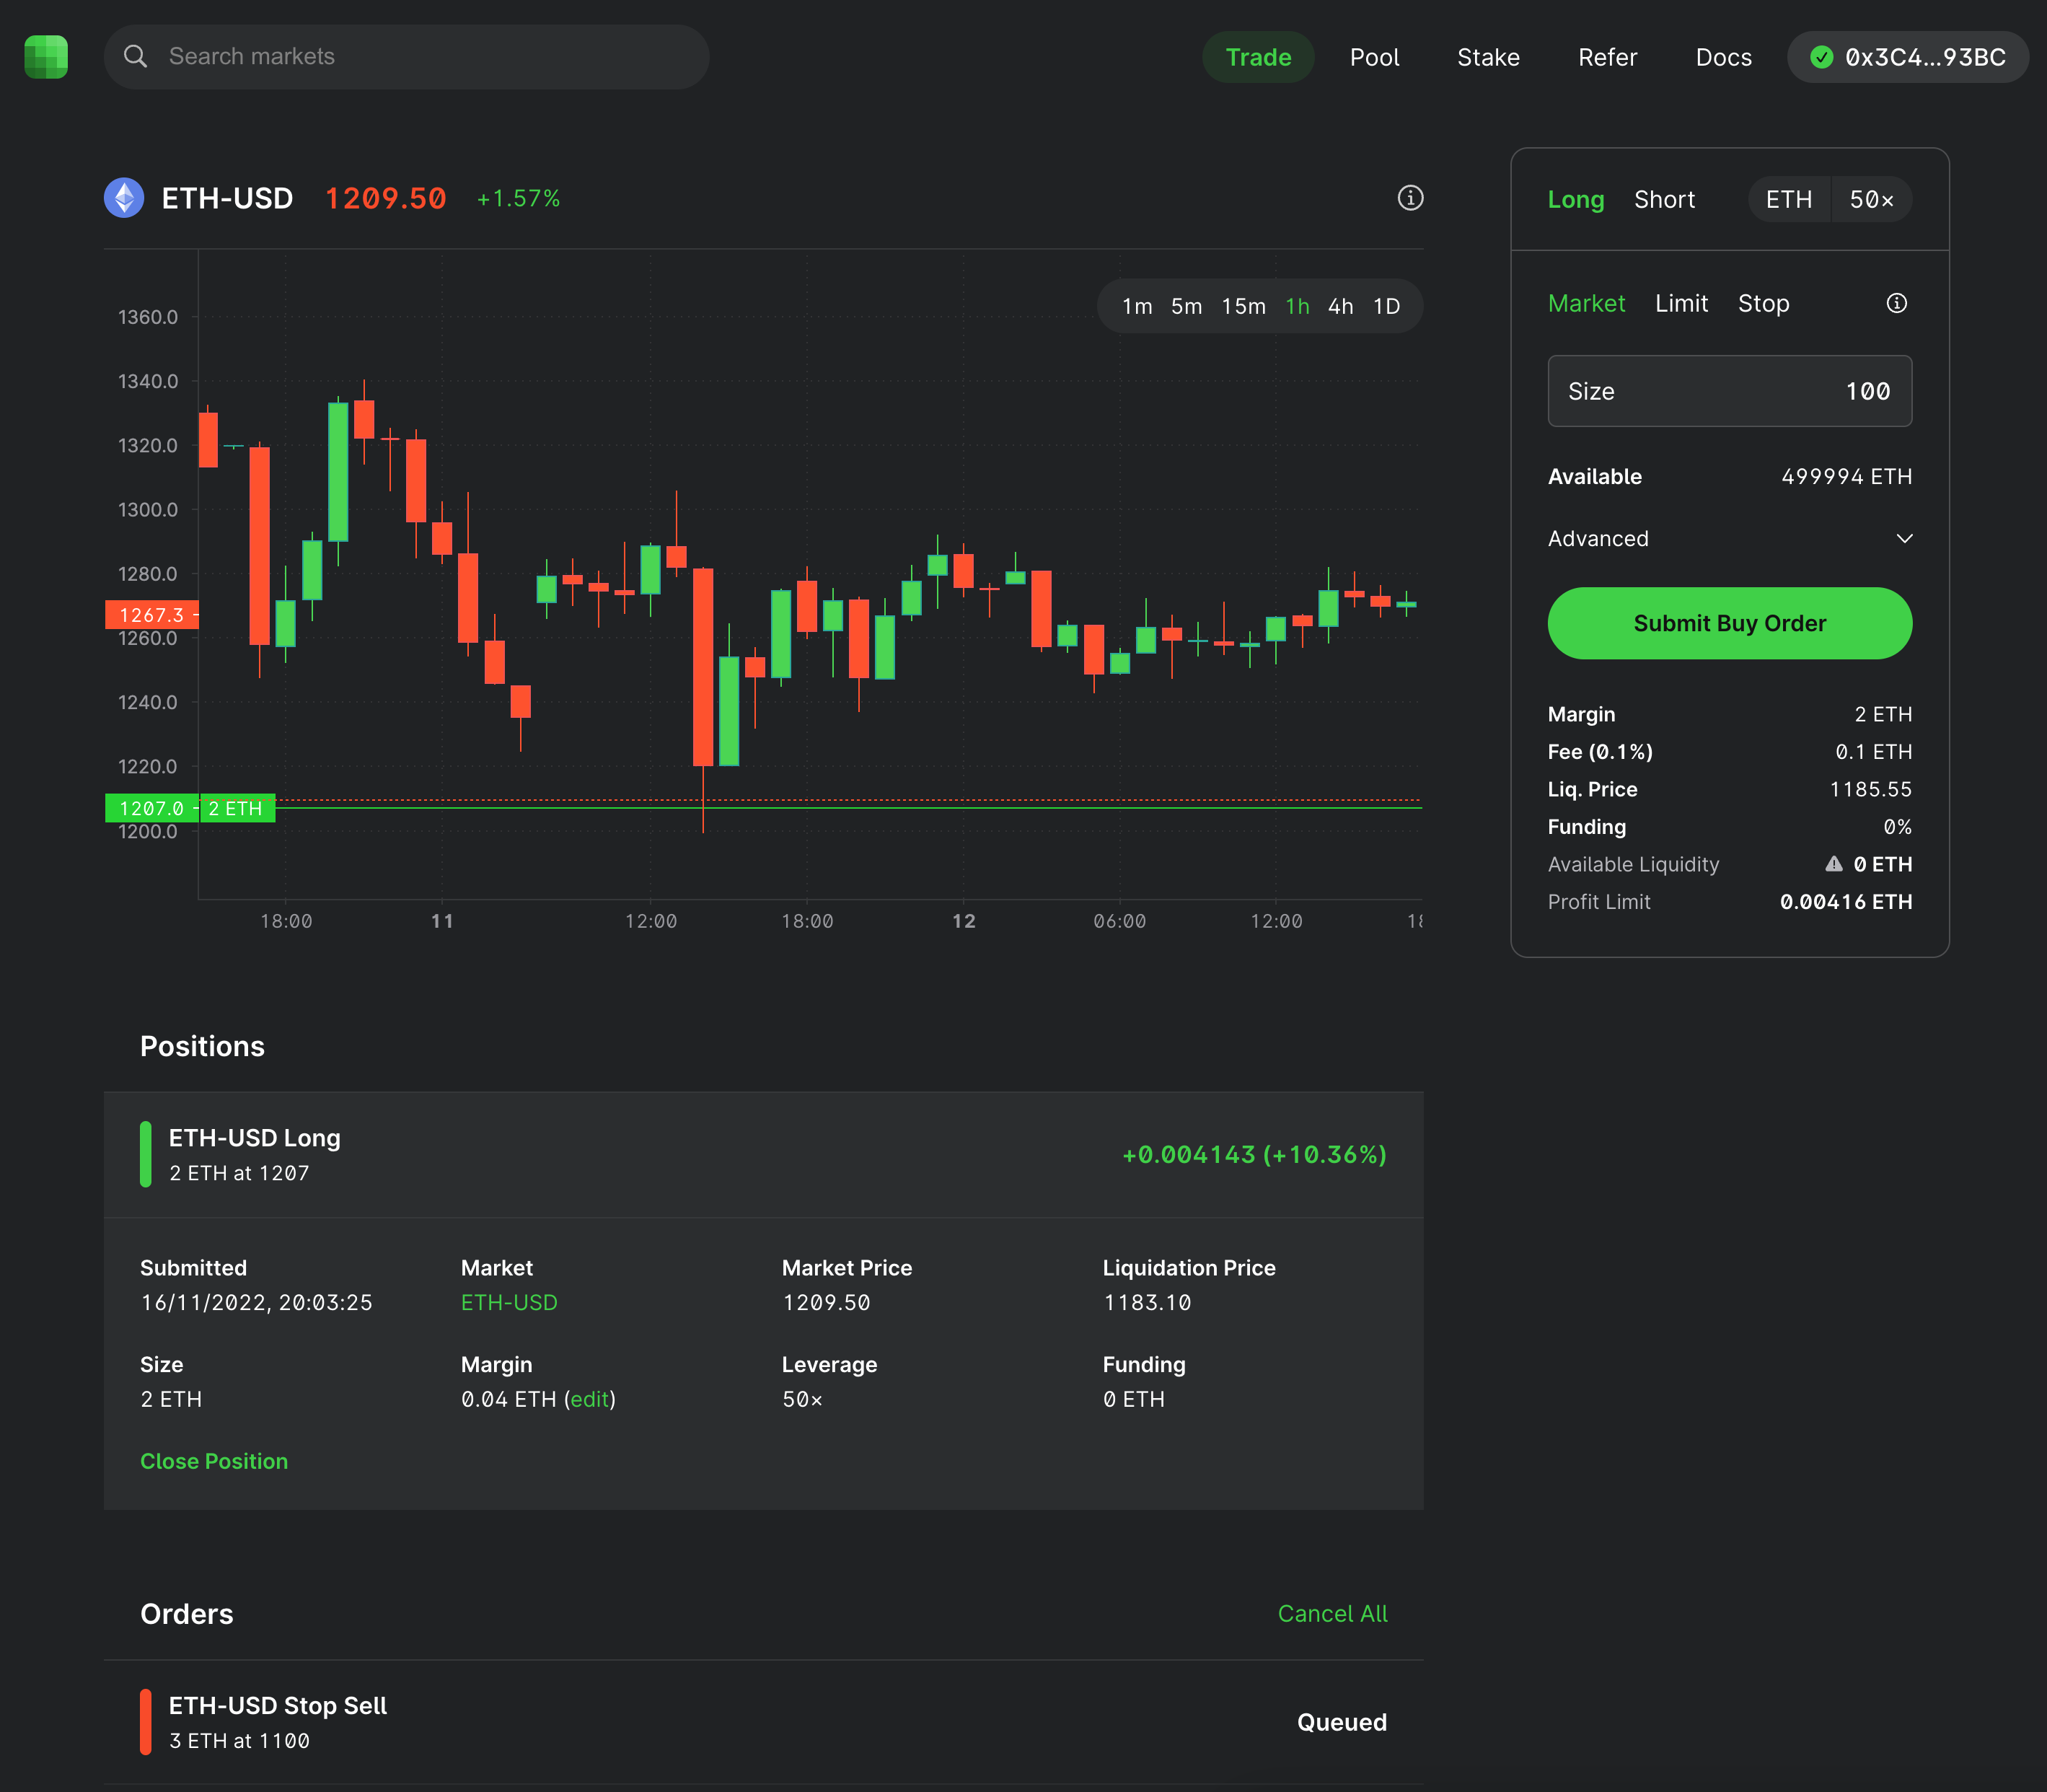 Search markets
Trade Pool Stake Refer Docs 0x3C4...93BC
ETH-USD 1209.50 +1.57%
1m 5m 15m 1h 4h 1D
1360.0
1340.0
1320.0
1300.0
1280.0
1267.3
1260.0
1240.0
1220.0
1207.0 2 ETH
1200.0
18:00 11 12:00 18:00 12 06:00 12:00
Long Short ETH 50×
Market Limit Stop
Size 100
Available 499994 ETH
Advanced
Submit Buy Order
Margin 2 ETH
Fee (0.1%) 0.1 ETH
Liq. Price 1185.55
Funding 0%
Available Liquidity 0 ETH
Profit Limit 0.00416 ETH
Positions
ETH-USD Long
2 ETH at 1207
+0.004143 (+10.36%)
Submitted Market Market Price Liquidation Price
16/11/2022, 20:03:25 ETH-USD 1209.50 1183.10
Size Margin Leverage Funding
2 ETH 0.04 ETH (edit) 50× 0 ETH
Close Position
Orders Cancel All
ETH-USD Stop Sell
3 ETH at 1100
Queued